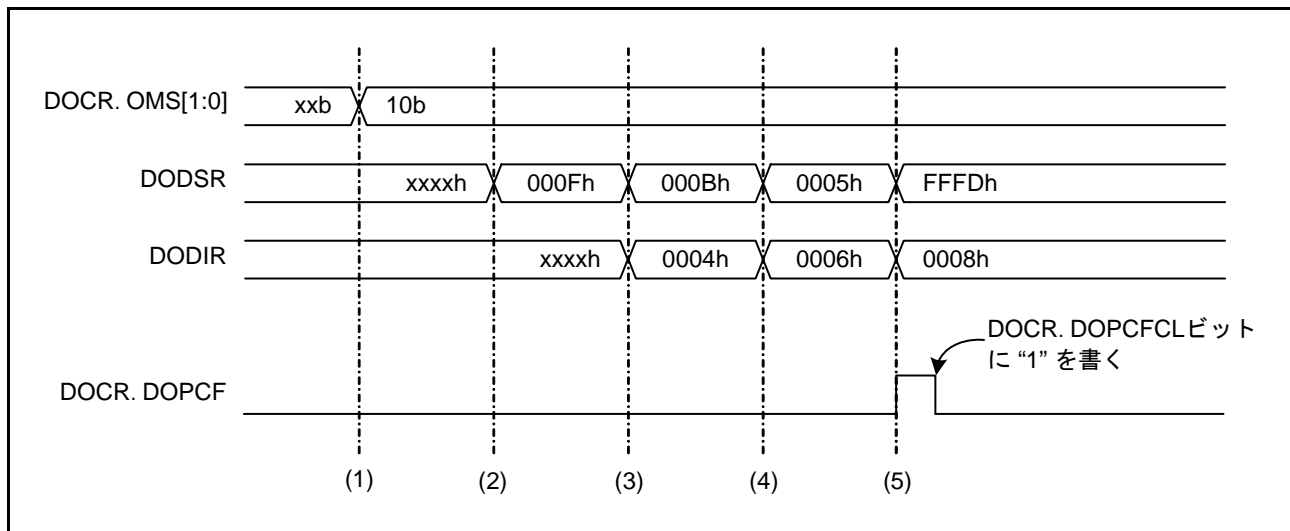 DOCR. OMS[1:0] xxb 10b
DODSR xxxxh 000Fh 000Bh 0005h FFFDh
DODIR xxxxh 0004h 0006h 0008h
DOCR. DOPCFCLビット
に “1” を書く
DOCR. DOPCF
(1) (2) (3) (4) (5)